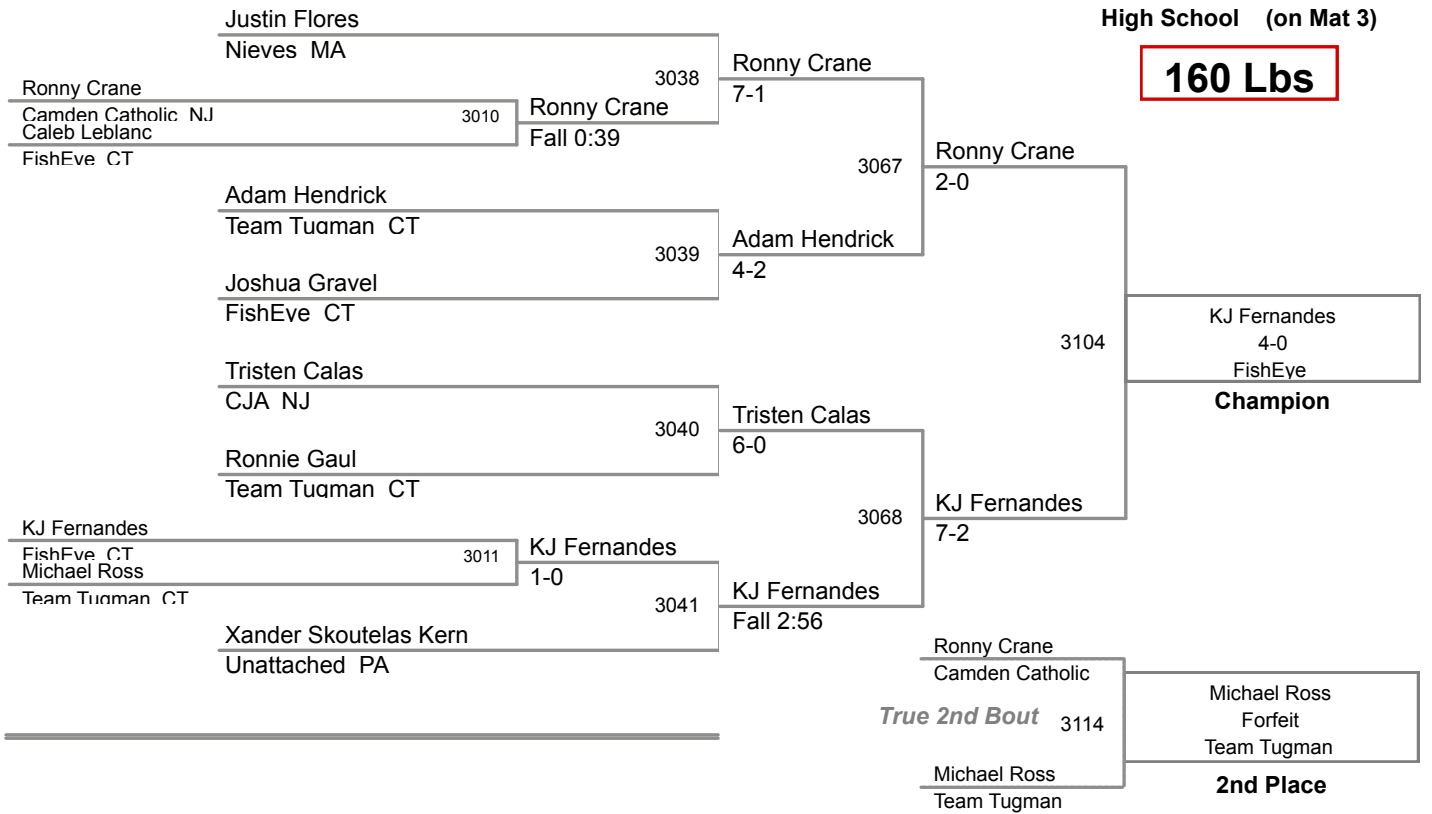 High School (on Mat 3)
160 Lbs
Justin Flores
Nieves MA
Ronny Crane
Camden Catholic NJ
Caleb Leblanc
FishEye CT
3010
Ronny Crane
Fall 0:39
3038
Ronny Crane
7-1
Adam Hendrick
Team Tugman CT
Joshua Gravel
FishEye CT
3039
Adam Hendrick
4-2
3067
Ronny Crane
2-0
Tristen Calas
CJA NJ
Ronnie Gaul
Team Tugman CT
3040
Tristen Calas
6-0
KJ Fernandes
FishEye CT
Michael Ross
Team Tugman CT
3011
KJ Fernandes
1-0
Xander Skoutelas Kern
Unattached PA
3041
KJ Fernandes
Fall 2:56
3068
KJ Fernandes
7-2
3104
KJ Fernandes
4-0
FishEye
Champion
Ronny Crane
Camden Catholic
True 2nd Bout
3114
Michael Ross
Team Tugman
Michael Ross
Forfeit
Team Tugman
2nd Place